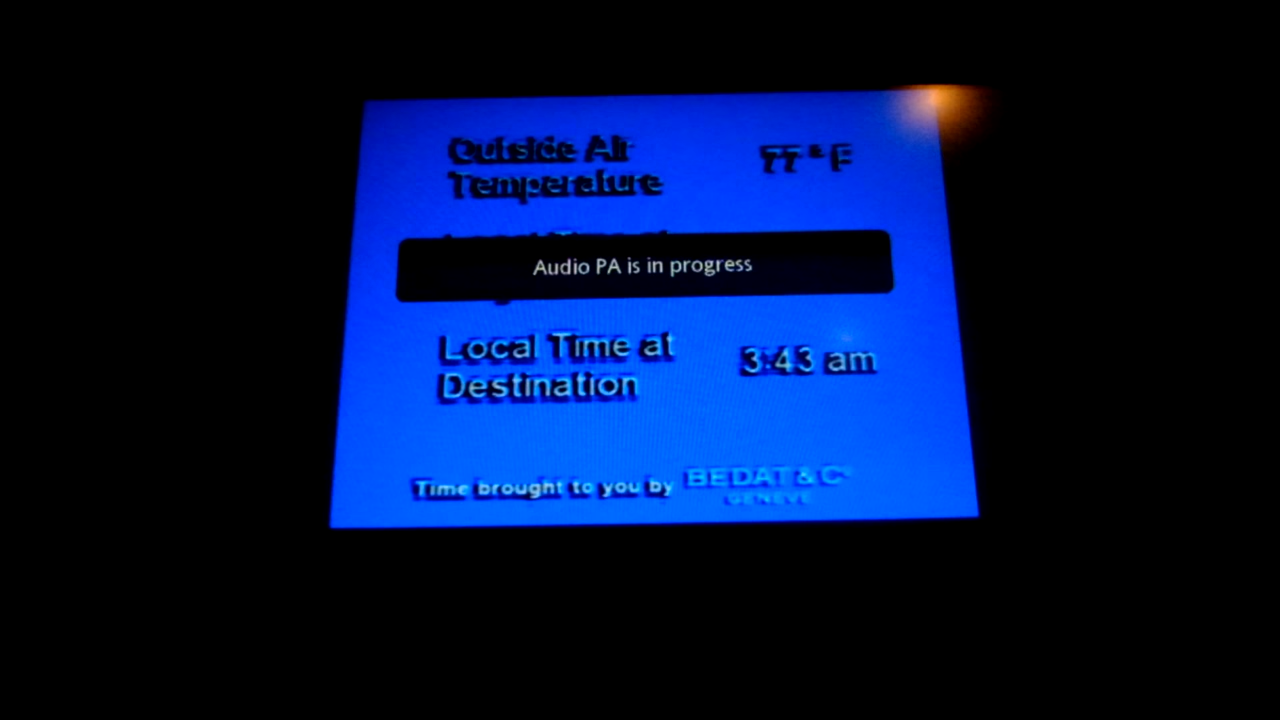 Outside Air
Temperature
77°F
Audio PA is in progress
Local Time at
Destination
3:43 am
Time brought to you by
BEDAT & C°
GENEVE